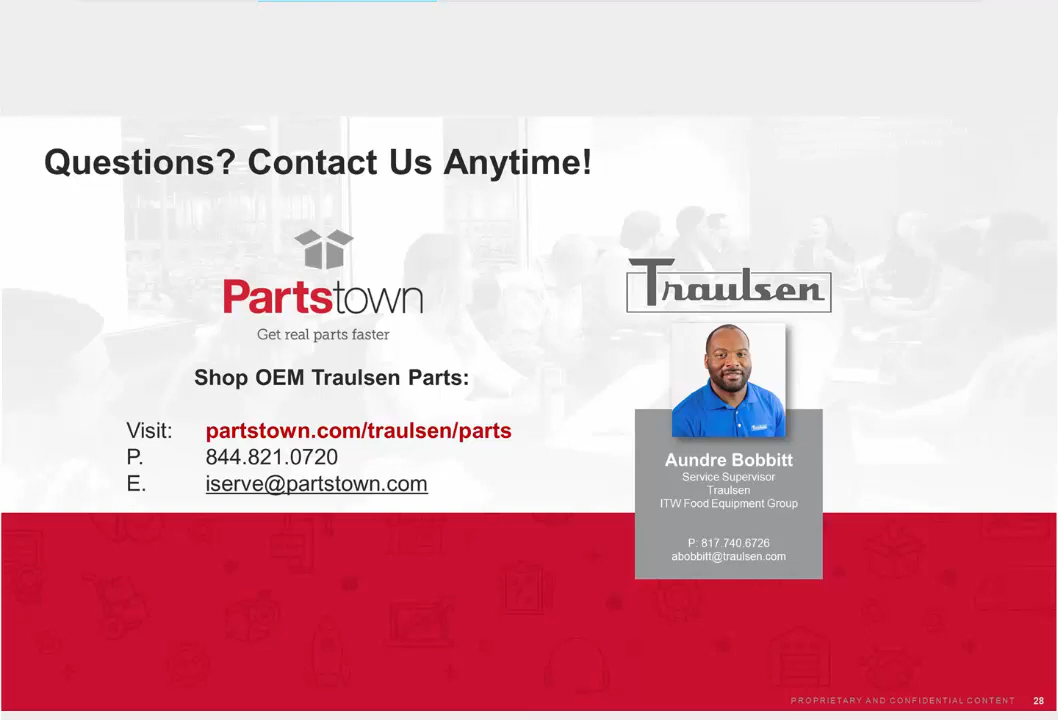 Questions? Contact Us Anytime!
Partstown
Get real parts faster
Shop OEM Traulsen Parts:
Visit: partstown.com/traulsen/parts
P. 844.821.0720
E. iserve@partstown.com
Traulsen
Aundre Bobbitt
Service Supervisor
Traulsen
ITW Food Equipment Group
P: 817.740.6726
abobbitt@traulsen.com
PROPRIETARY AND CONFIDENTIAL CONTENT 28